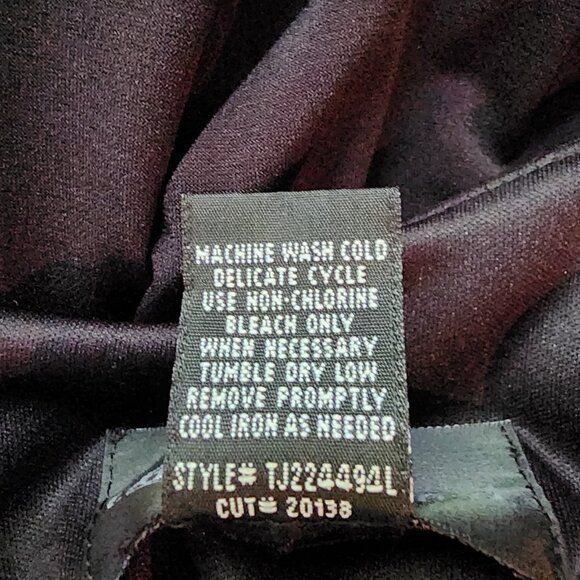 MACHINE WASH COLD
DELICATE CYCLE
USE NON-CHLORINE
BLEACH ONLY
WHEN NECESSARY
TUMBLE DRY LOW
REMOVE PROMPTLY
COOL IRON AS NEEDED
STYLE# TJ224494L
CUT# 20138